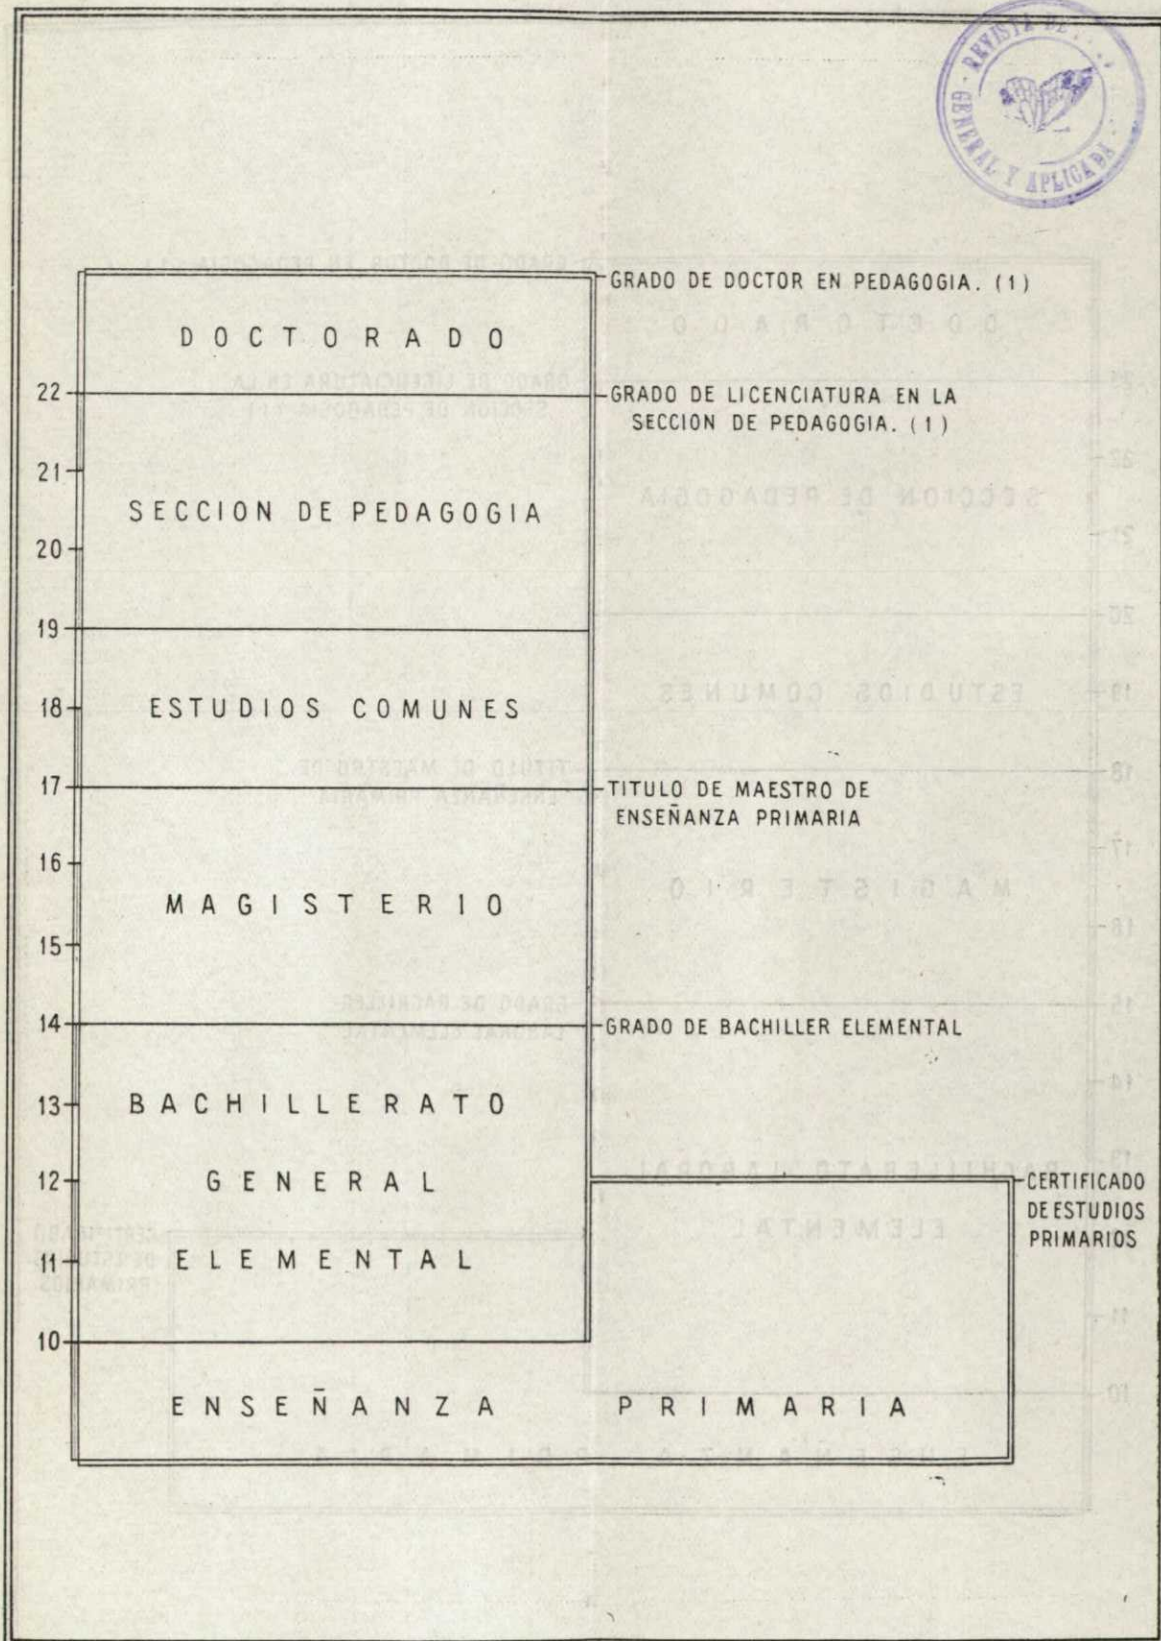 REVISTA DE
GENERAL Y APLICADA
GRADO DE DOCTOR EN PEDAGOGIA. (1)
DOCTORADO
22
GRADO DE LICENCIATURA EN LA
SECCION DE PEDAGOGIA. (1)
21
SECCION DE PEDAGOGIA
20
19
18
ESTUDIOS COMUNES
17
TITULO DE MAESTRO DE
ENSEÑANZA PRIMARIA
16
MAGISTERIO
15
14
GRADO DE BACHILLER ELEMENTAL
13
BACHILLERATO
12
GENERAL
CERTIFICADO
DE ESTUDIOS
PRIMARIOS
11
ELEMENTAL
10
ENSEÑANZA PRIMARIA